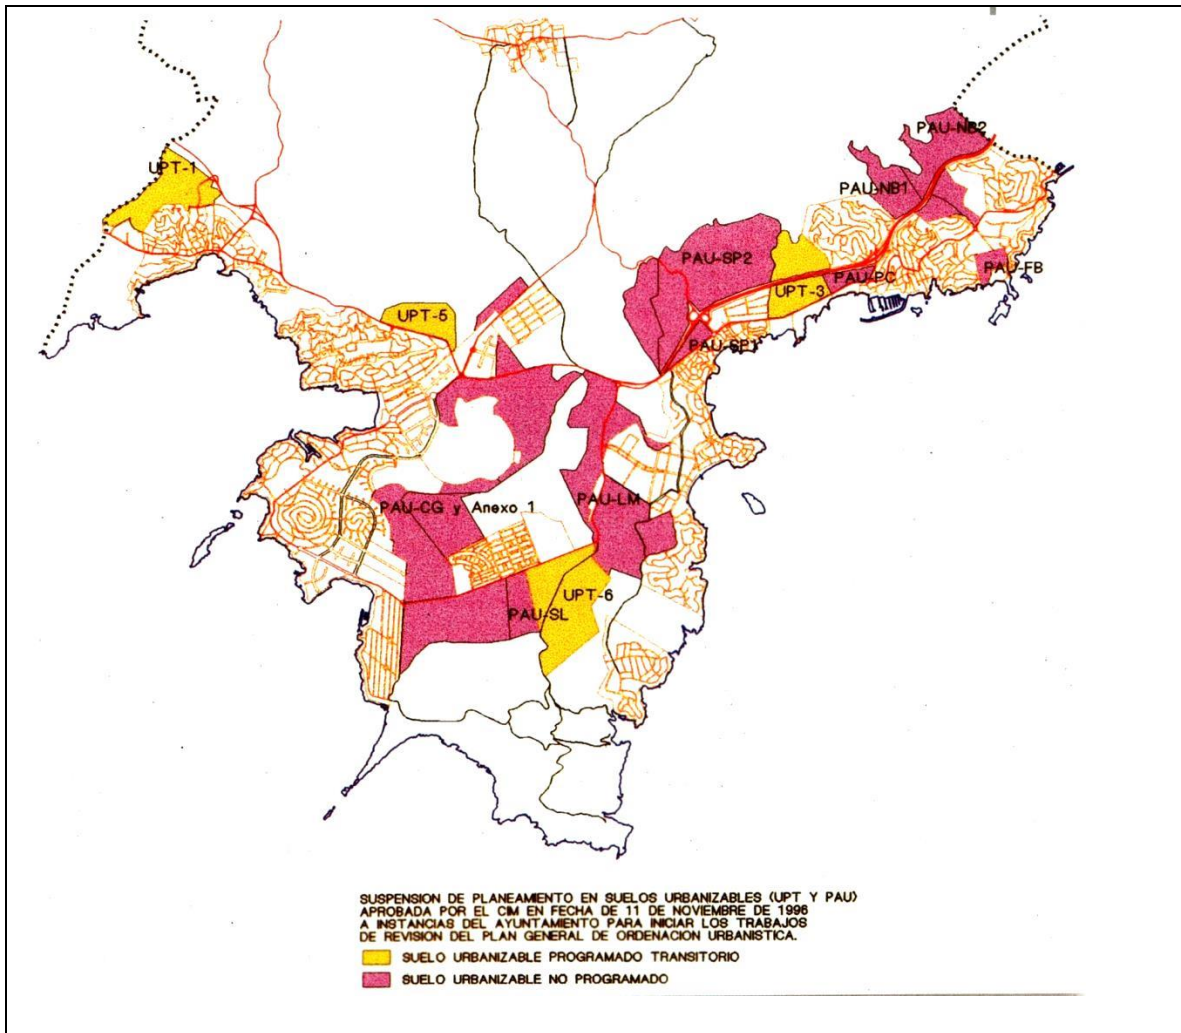 PAU-NB2
UPT-1
PAU-NB1
PAU-SP2
PAU-PC
PAU-FB
UPT-3
UPT-5
PAU-SP1
PAU-CG y Anexo 1
PAU-LM
UPT-6
PAU-SL
SUSPENSION DE PLANEAMIENTO EN SUELOS URBANIZABLES (UPT Y PAU)
APROBADA POR EL CIM EN FECHA DE 11 DE NOVIEMBRE DE 1996
A INSTANCIAS DEL AYUNTAMIENTO PARA INICIAR LOS TRABAJOS
DE REVISION DEL PLAN GENERAL DE ORDENACION URBANISTICA.
SUELO URBANIZABLE PROGRAMADO TRANSITORIO
SUELO URBANIZABLE NO PROGRAMADO